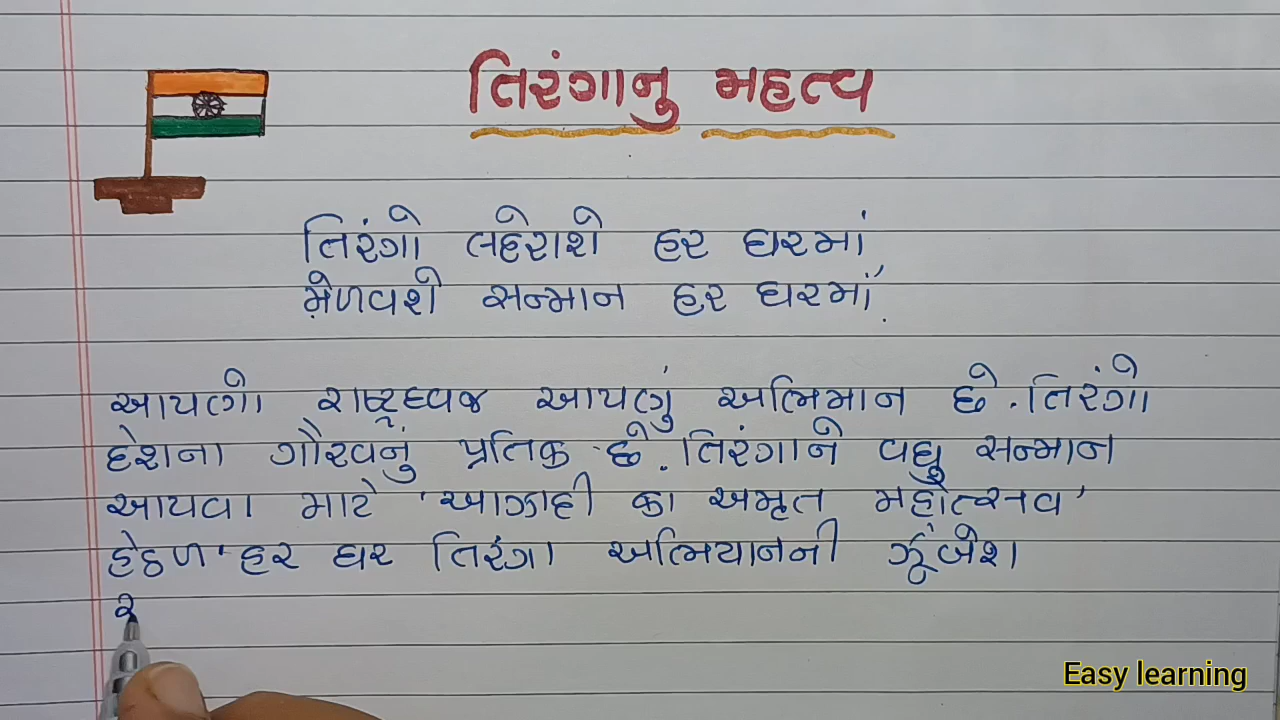 તિરંગાનુ મહત્વ
તિરંગો લહેરાશે હર ઘરમાં
મેળવશે સન્માન હર ઘરમાં.
આપણો રાષ્ટ્રધ્વજ આપણું અભિમાન છે. તિરંગો
દેશના ગૌરવનું પ્રતિક છે. તિરંગાને વધુ સન્માન
આપવા માટે 'આઝાદી કા અમૃત મહોત્સવ'
હેઠળ 'હર ઘર તિરંગા અભિયાનની ઝૂંબેશ
Easy learning